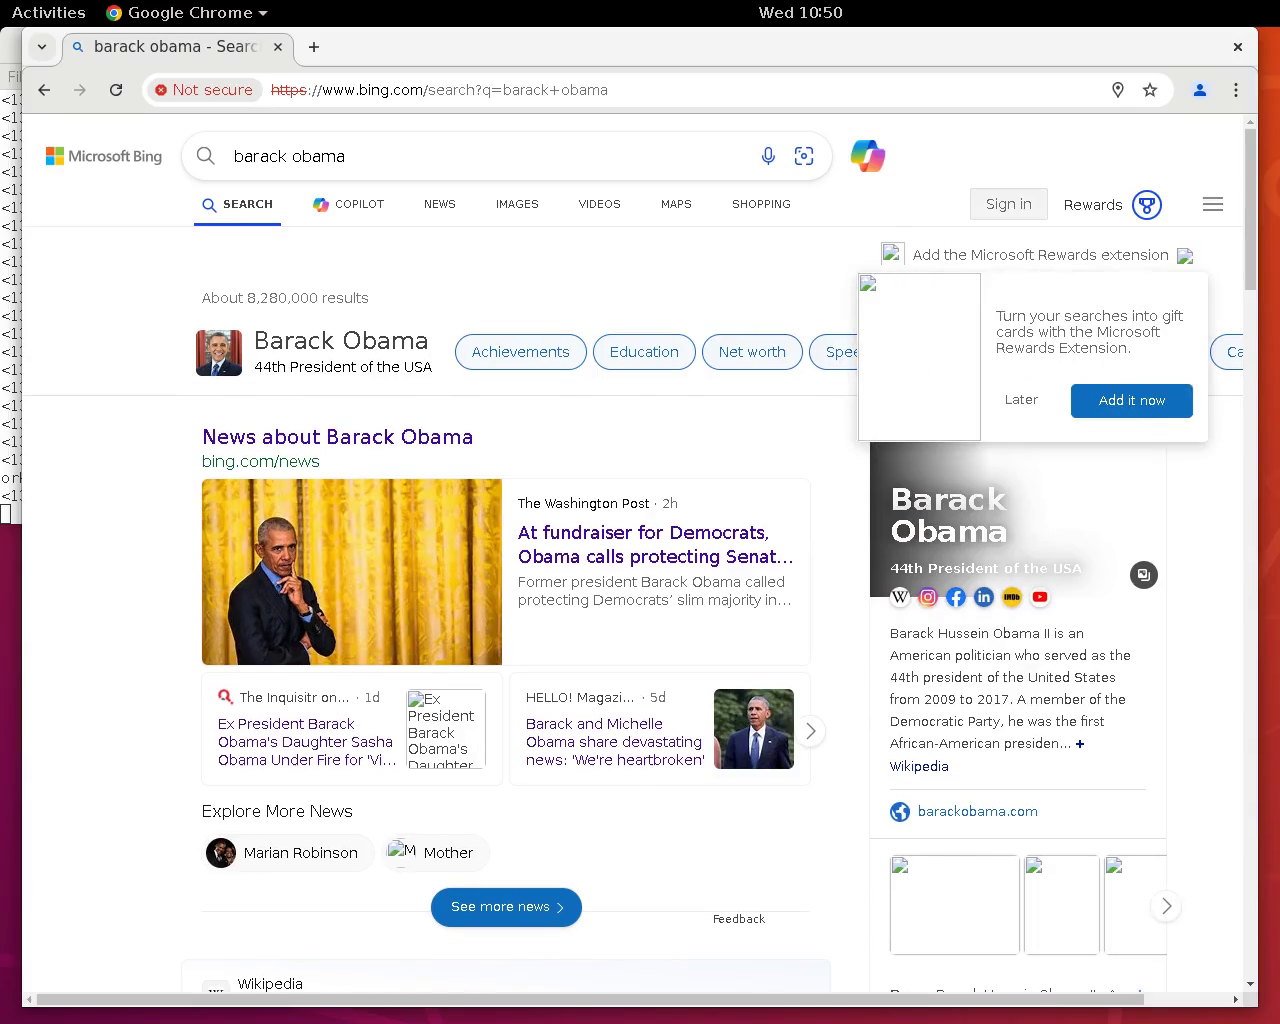 Activities
Google Chrome
Wed 10:50
barack obama - Searc
Not secure
https://www.bing.com/search?q=barack+obama
Microsoft Bing
barack obama
SEARCH
COPILOT
NEWS
IMAGES
VIDEOS
MAPS
SHOPPING
Sign in
Rewards
Add the Microsoft Rewards extension
About 8,280,000 results
Turn your searches into gift
cards with the Microsoft
Rewards Extension.
Later
Add it now
Barack Obama
44th President of the USA
Achievements
Education
Net worth
Spee
Ca
News about Barack Obama
bing.com/news
The Washington Post · 2h
At fundraiser for Democrats,
Obama calls protecting Senat...
Former president Barack Obama called
protecting Democrats' slim majority in...
The Inquisitr on... · 1d
Ex President Barack
Obama's Daughter Sasha
Obama Under Fire for 'Vi...
Ex
President
Barack
Obama's
Daughter
HELLO! Magazi... · 5d
Barack and Michelle
Obama share devastating
news: 'We're heartbroken'
Explore More News
Marian Robinson
M
Mother
See more news
Feedback
Wikipedia
Barack
Obama
44th President of the USA
Barack Hussein Obama II is an
American politician who served as the
44th president of the United States
from 2009 to 2017. A member of the
Democratic Party, he was the first
African-American presiden... +
Wikipedia
barackobama.com